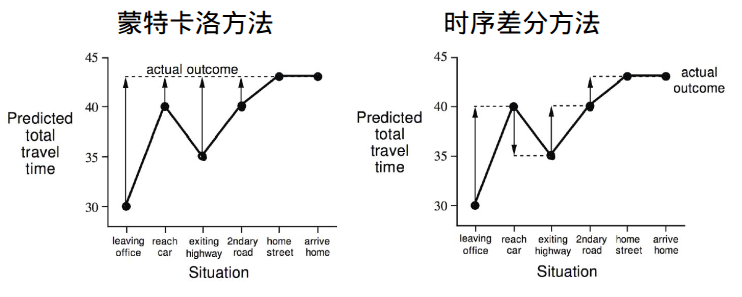 蒙特卡洛方法
45
40
35
30
Predicted
total
travel
time
actual outcome
leaving
office
reach
car
exiting
highway
2ndary
road
home
street
arrive
home
Situation
时序差分方法
45
40
35
30
Predicted
total
travel
time
actual
outcome
leaving
office
reach
car
exiting
highway
2ndary
road
home
street
arrive
home
Situation